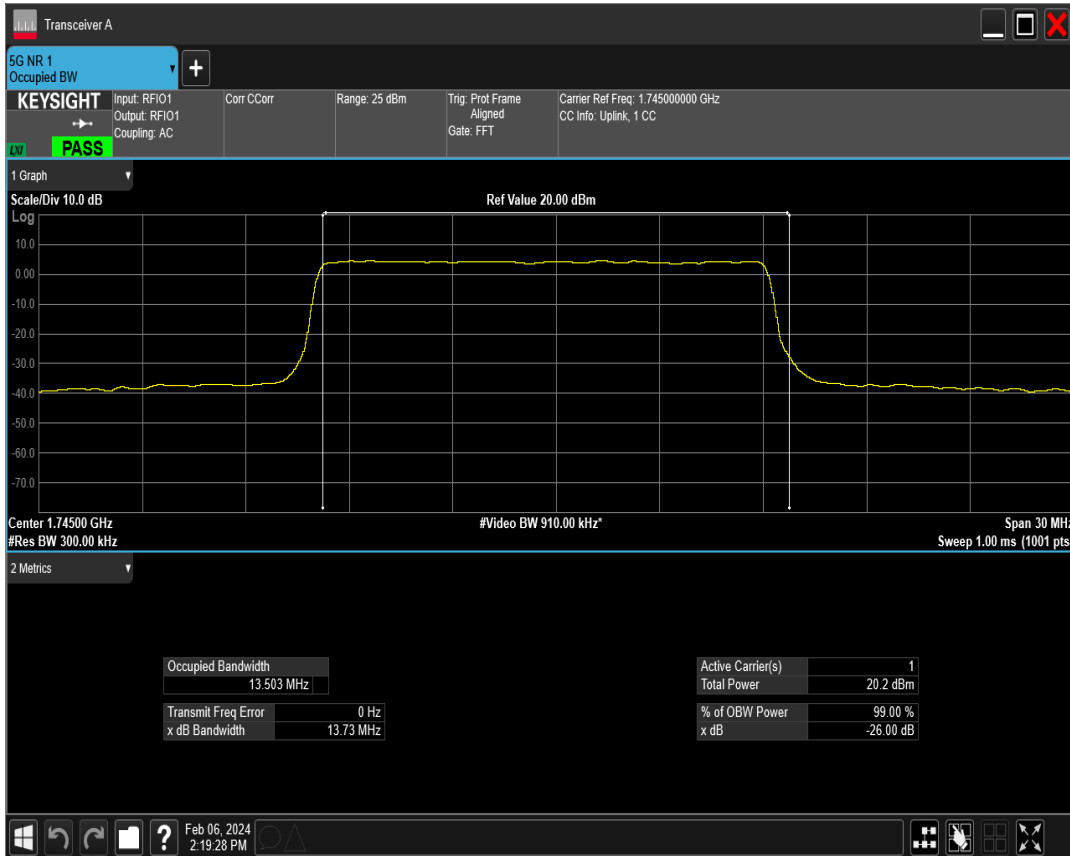 Transceiver A
5G NR 1
Occupied BW
KEYSIGHT
LXI
PASS
Input: RFIO1
Output: RFIO1
Coupling: AC
Corr CCorr
Range: 25 dBm
Trig: Prot Frame
Aligned
Gate: FFT
Carrier Ref Freq: 1.745000000 GHz
CC Info: Uplink, 1 CC
1 Graph
Scale/Div 10.0 dB
Ref Value 20.00 dBm
Log
10.0
0.00
-10.0
-20.0
-30.0
-40.0
-50.0
-60.0
-70.0
Center 1.74500 GHz
#Video BW 910.00 kHz*
Span 30 MHz
#Res BW 300.00 kHz
Sweep 1.00 ms (1001 pts
2 Metrics
Occupied Bandwidth
13.503 MHz
Transmit Freq Error 0 Hz
x dB Bandwidth 13.73 MHz
Active Carrier(s) 1
Total Power 20.2 dBm
% of OBW Power 99.00 %
x dB -26.00 dB
Feb 06, 2024
2:19:28 PM